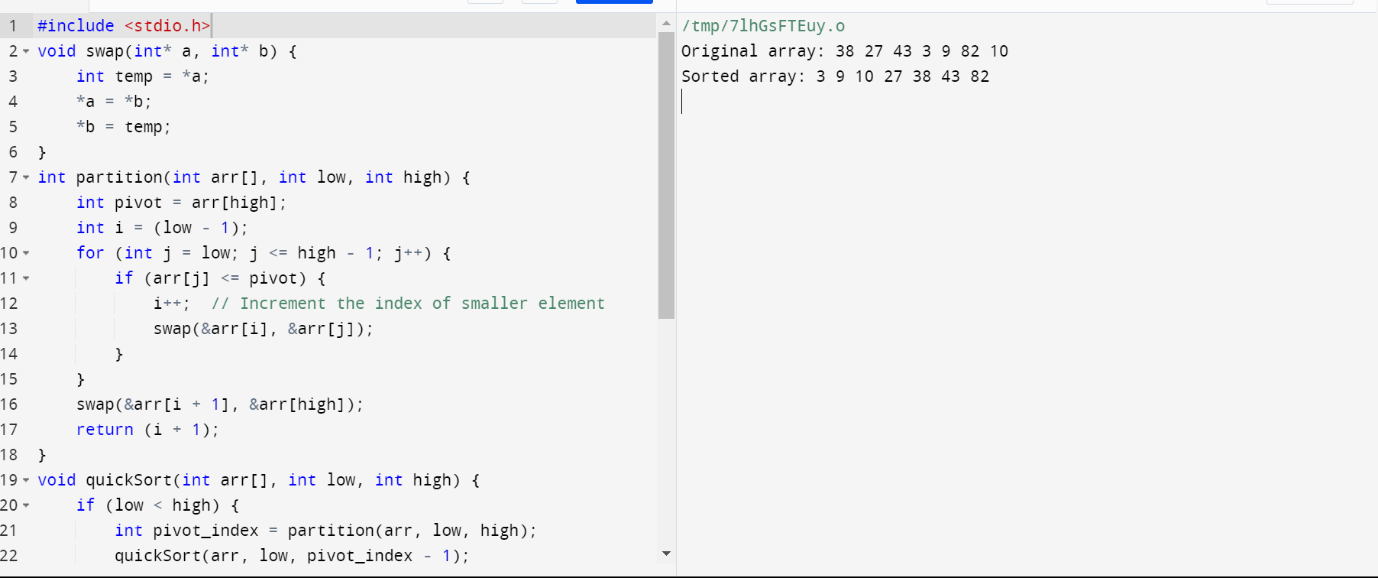 1 #include <stdio.h>
2 void swap(int* a, int* b) {
3     int temp = *a;
4     *a = *b;
5     *b = temp;
6 }
7 int partition(int arr[], int low, int high) {
8     int pivot = arr[high];
9     int i = (low - 1);
10     for (int j = low; j <= high - 1; j++) {
11         if (arr[j] <= pivot) {
12             i++;  // Increment the index of smaller element
13             swap(&arr[i], &arr[j]);
14         }
15     }
16     swap(&arr[i + 1], &arr[high]);
17     return (i + 1);
18 }
19 void quickSort(int arr[], int low, int high) {
20     if (low < high) {
21         int pivot_index = partition(arr, low, high);
22         quickSort(arr, low, pivot_index - 1);
/tmp/7lhGsFTEuy.o
Original array: 38 27 43 3 9 82 10
Sorted array: 3 9 10 27 38 43 82